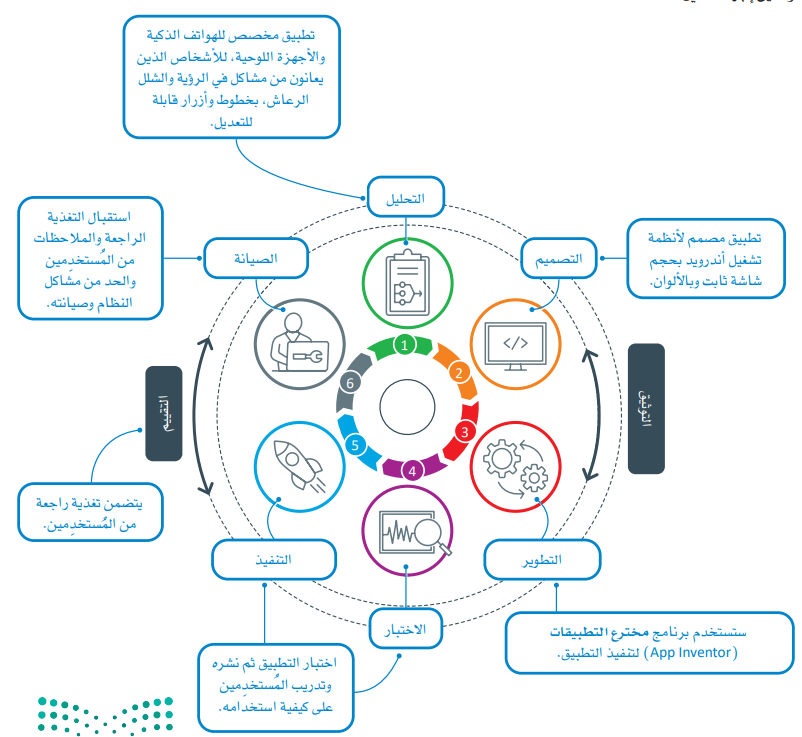 تطبيق مخصص للهواتف الذكية
والأجهزة اللوحية، للأشخاص الذين
يعانون من مشاكل في الرؤية والشلل
الرعاش، بخطوط وأزرار قابلة
للتعديل.
التحليل
تطبيق مصمم لأنظمة
تشغيل أندرويد بحجم
شاشة ثابت وبالألوان.
التصميم
الصيانة
استقبال التغذية
الراجعة والملاحظات
من المُستخدِمين
والحد من مشاكل
النظام وصيانته.
1
2
3
4
5
6
التوثيق
التقييم
يتضمن تغذية راجعة
من المُستخدِمين.
التطوير
التنفيذ
الاختبار
ستستخدم برنامج مخترع التطبيقات
(App Inventor) لتنفيذ التطبيق.
اختبار التطبيق ثم نشره
وتدريب المُستخدِمين
على كيفية استخدامه.